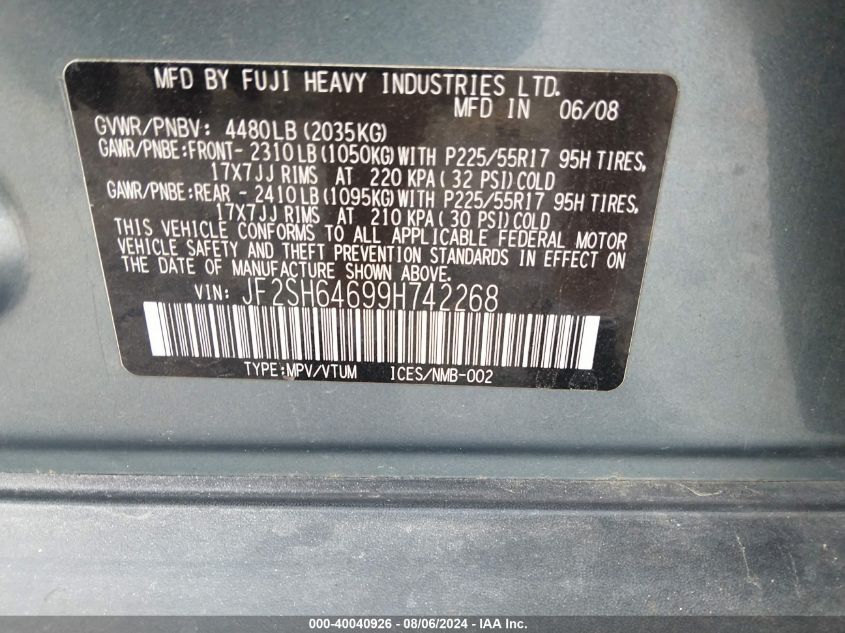 MFD BY FUJI HEAVY INDUSTRIES LTD.
MFD IN 06/08
GVWR/PNBV: 4480LB (2035KG)
GAWR/PNBE:FRONT- 2310LB (1050KG) WITH P225/55R17 95H TIRES,
17X7JJ RIMS AT 220 KPA (32 PSI) COLD
GAWR/PNBE:REAR - 2410LB (1095KG) WITH P225/55R17 95H TIRES,
17X7JJ RIMS AT 210 KPA (30 PSI) COLD
THIS VEHICLE CONFORMS TO ALL APPLICABLE FEDERAL MOTOR
VEHICLE SAFETY AND THEFT PREVENTION STANDARDS IN EFFECT ON
THE DATE OF MANUFACTURE SHOWN ABOVE.
VIN: JF2SH64699H742268
TYPE:MPV/VTUM ICES/NMB-002
000-40040926 - 08/06/2024 - IAA Inc.